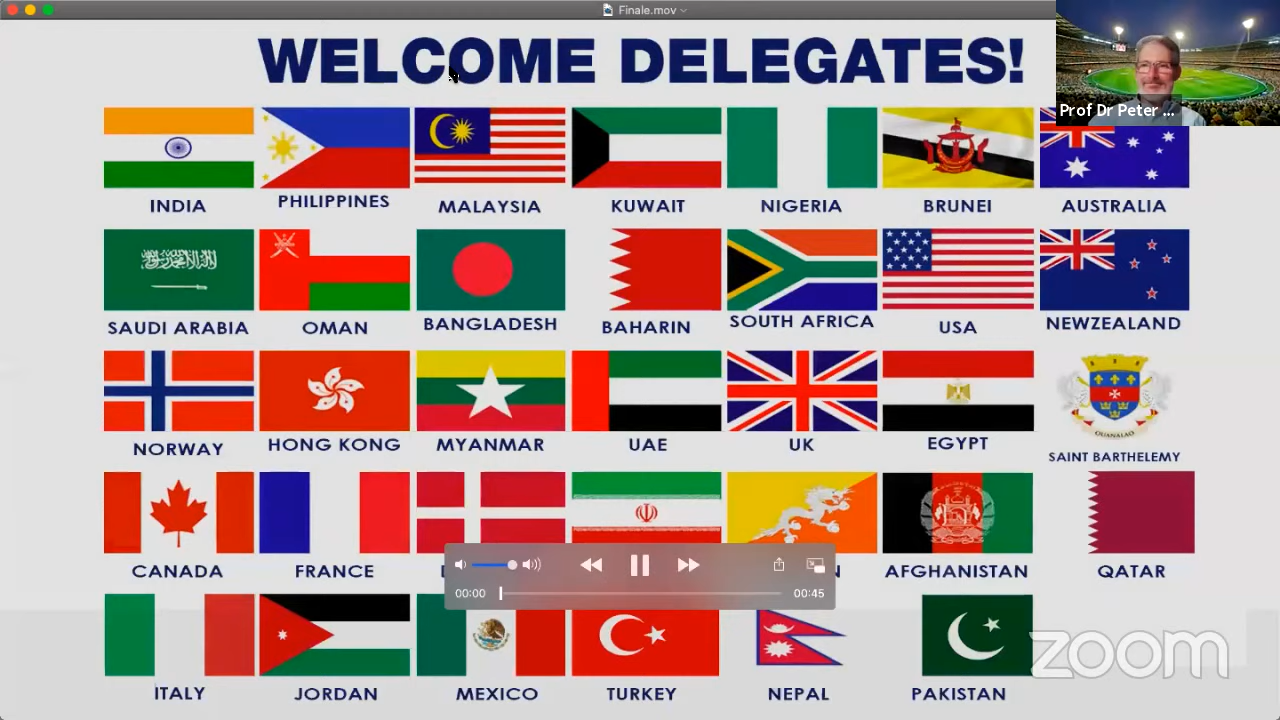 Finale.mov
WELCOME DELEGATES!
Prof Dr Peter ...
INDIA
PHILIPPINES
MALAYSIA
KUWAIT
NIGERIA
BRUNEI
AUSTRALIA
SAUDI ARABIA
OMAN
BANGLADESH
BAHARIN
SOUTH AFRICA
USA
NEWZEALAND
NORWAY
HONG KONG
MYANMAR
UAE
UK
EGYPT
OUANALAO
SAINT BARTHELEMY
CANADA
FRANCE
AFGHANISTAN
QATAR
00:00
00:45
ITALY
JORDAN
MEXICO
TURKEY
NEPAL
PAKISTAN
zoom